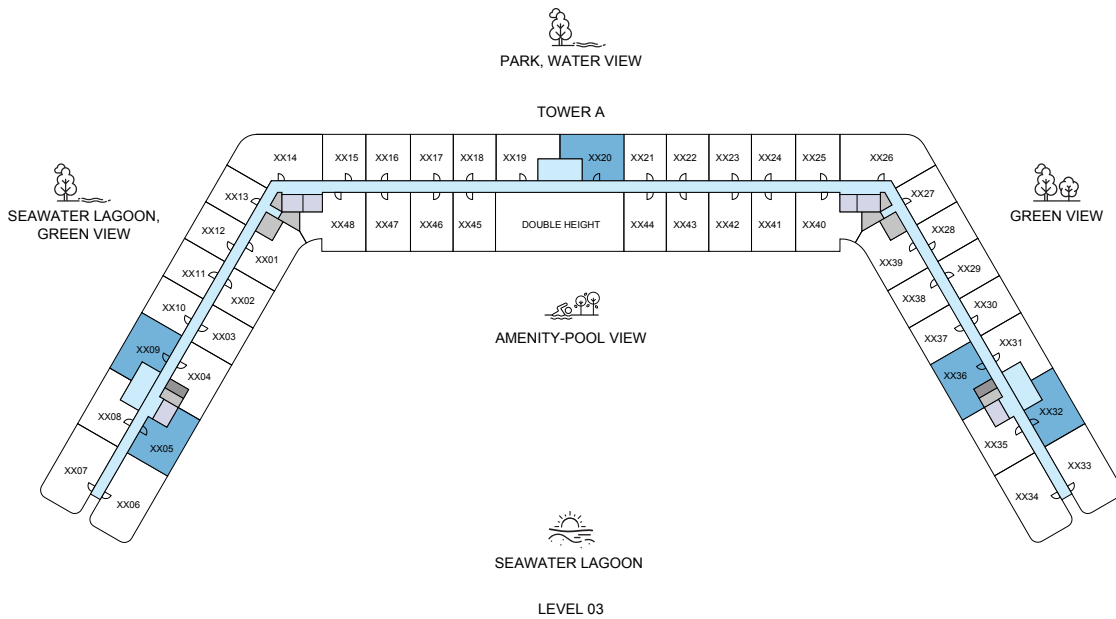 PARK, WATER VIEW
TOWER A
XX14
XX15
XX16
XX17
XX18
XX19
XX20
XX21
XX22
XX23
XX24
XX25
XX26
XX13
XX27
SEAWATER LAGOON,
GREEN VIEW
GREEN VIEW
XX12
XX01
XX48
XX47
XX46
XX45
DOUBLE HEIGHT
XX44
XX43
XX42
XX41
XX40
XX39
XX28
XX11
XX02
XX38
XX29
XX10
XX03
XX37
XX30
AMENITY-POOL VIEW
XX09
XX04
XX36
XX31
XX08
XX05
XX35
XX32
XX07
XX06
XX34
XX33
SEAWATER LAGOON
LEVEL 03